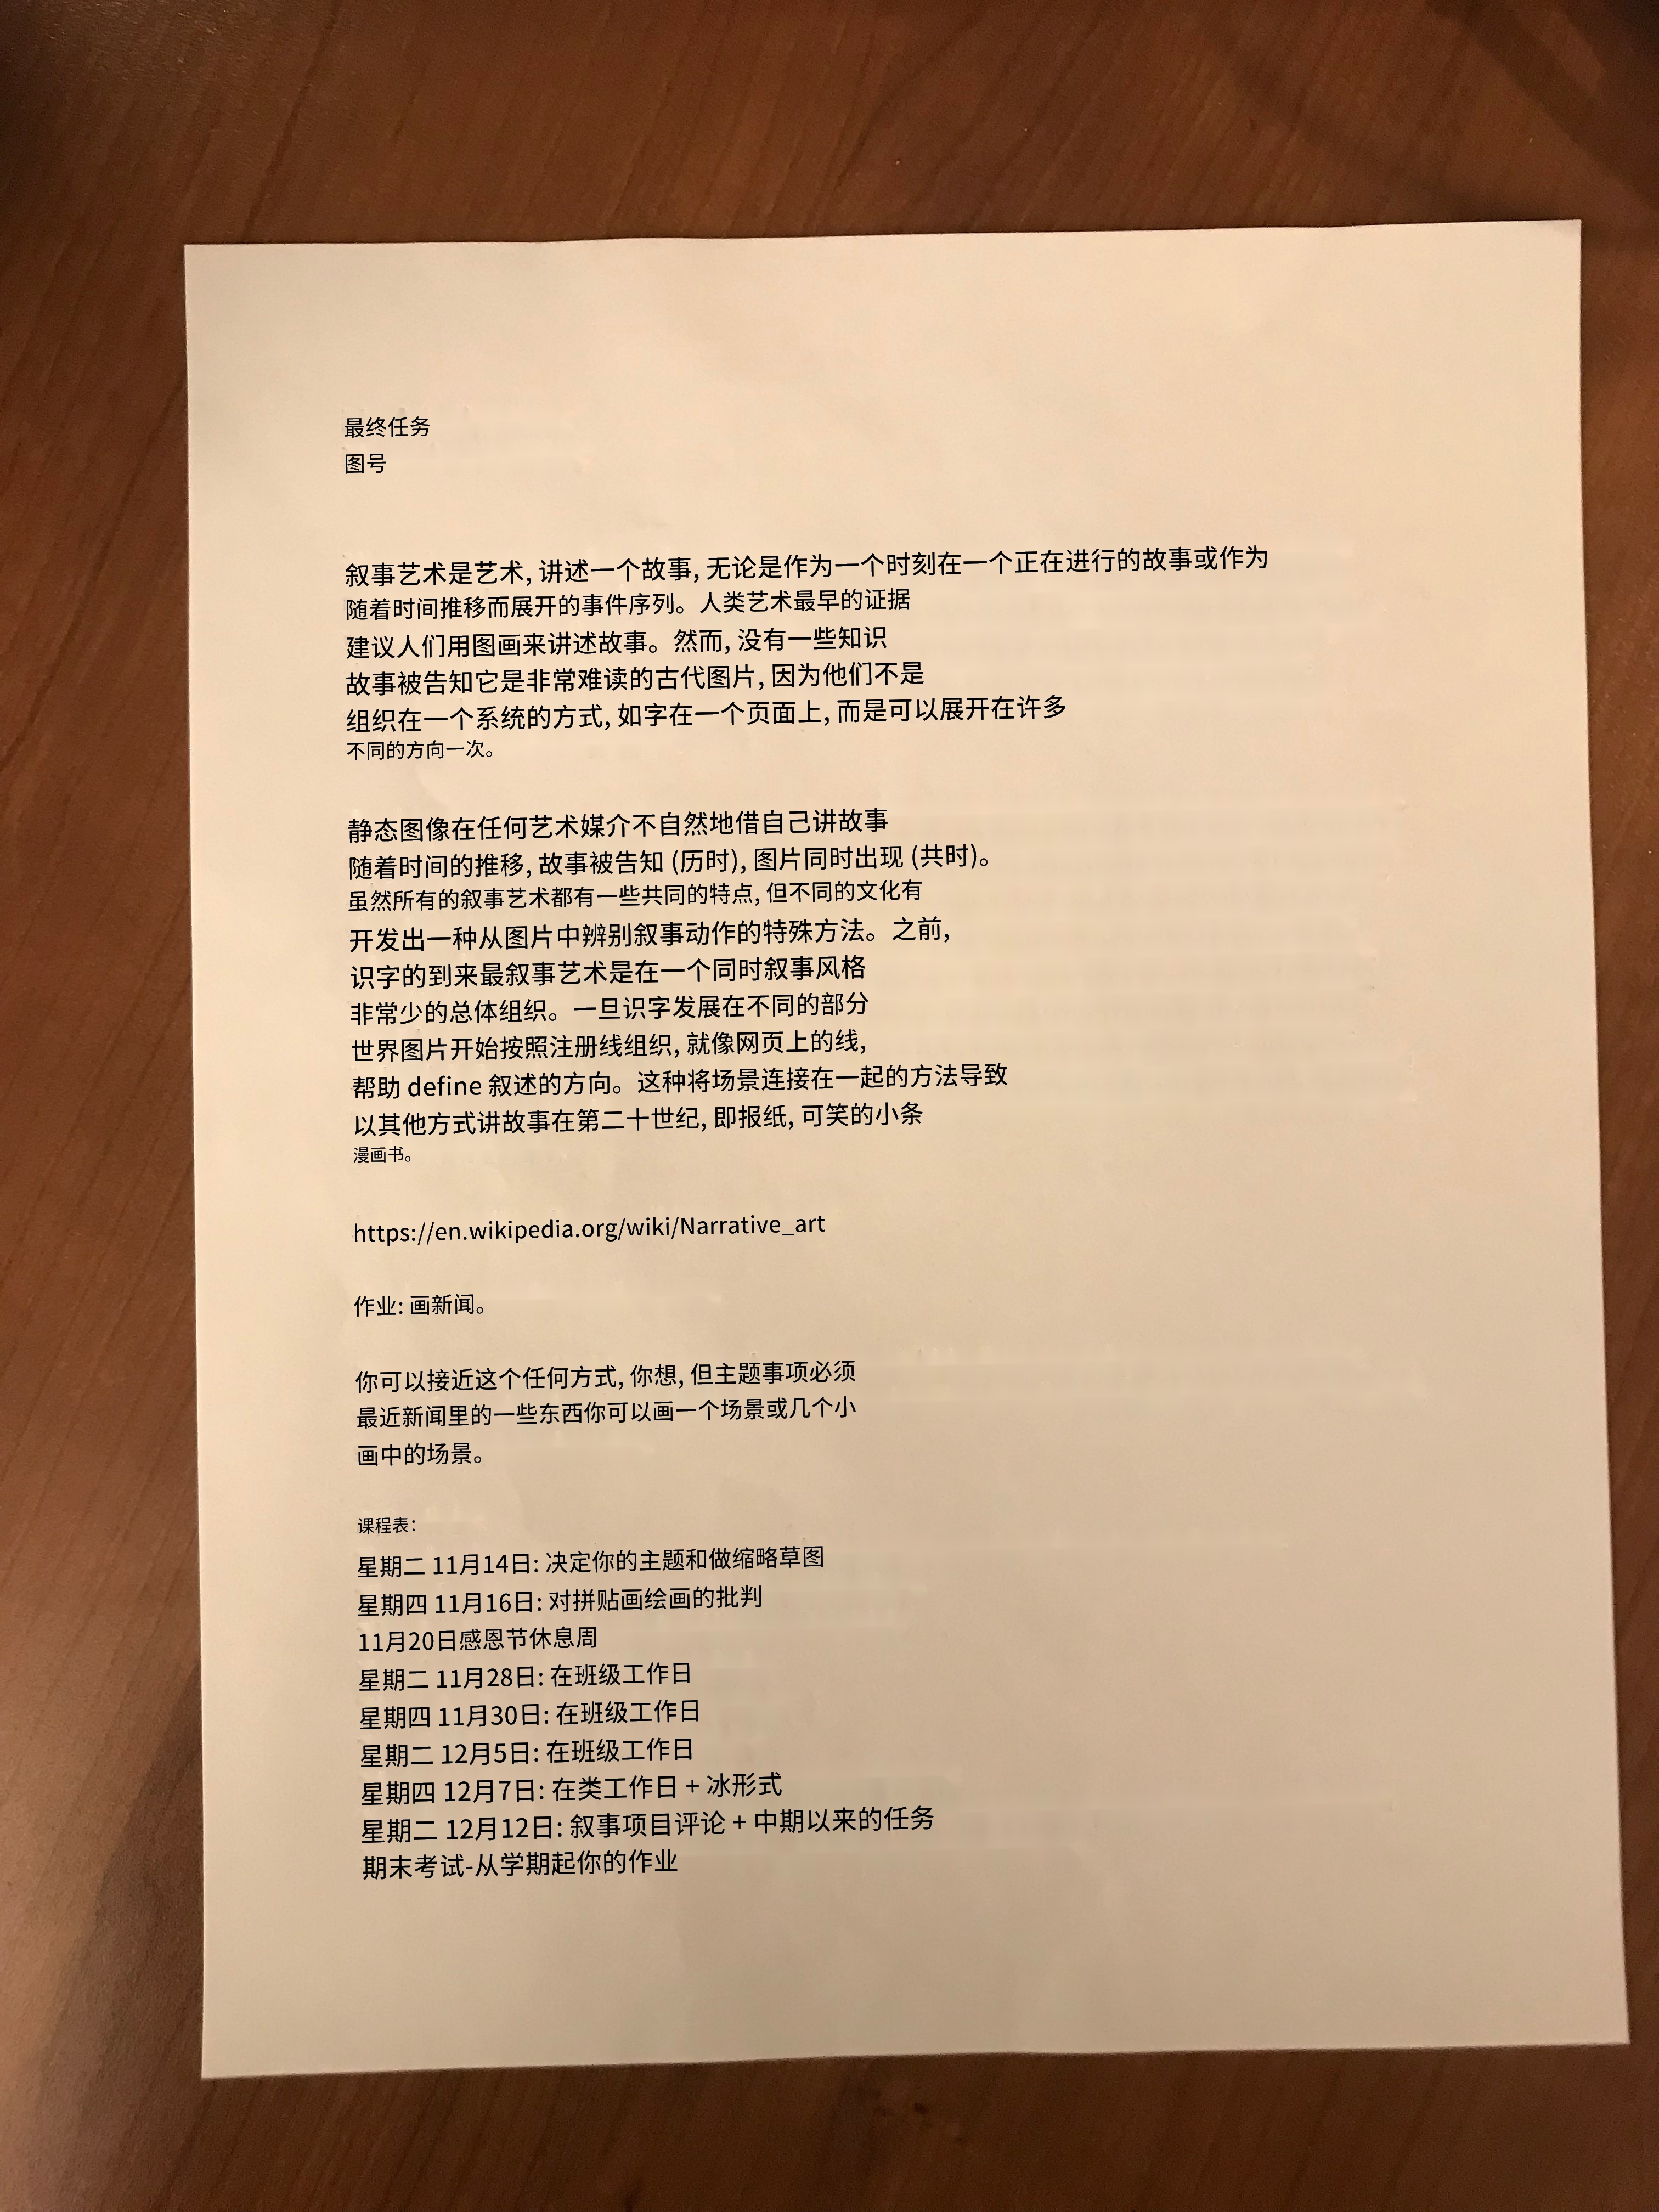 最终任务
图号
叙事艺术是艺术, 讲述一个故事, 无论是作为一个时刻在一个正在进行的故事或作为
随着时间推移而展开的事件序列。人类艺术最早的证据
建议人们用图画来讲述故事。然而, 没有一些知识
故事被告知它是非常难读的古代图片, 因为他们不是
组织在一个系统的方式, 如字在一个页面上, 而是可以展开在许多
不同的方向一次。
静态图像在任何艺术媒介不自然地借自己讲故事
随着时间的推移, 故事被告知 (历时), 图片同时出现 (共时)。
虽然所有的叙事艺术都有一些共同的特点, 但不同的文化有
开发出一种从图片中辨别叙事动作的特殊方法。之前,
识字的到来最叙事艺术是在一个同时叙事风格
非常少的总体组织。一旦识字发展在不同的部分
世界图片开始按照注册线组织, 就像网页上的线,
帮助 define 叙述的方向。这种将场景连接在一起的方法导致
以其他方式讲故事在第二十世纪, 即报纸, 可笑的小条
漫画书。
https://en.wikipedia.org/wiki/Narrative_art
作业: 画新闻。
你可以接近这个任何方式, 你想, 但主题事项必须
最近新闻里的一些东西你可以画一个场景或几个小
画中的场景。
课程表:
星期二 11月14日: 决定你的主题和做缩略草图
星期四 11月16日: 对拼贴画绘画的批判
11月20日感恩节休息周
星期二 11月28日: 在班级工作日
星期四 11月30日: 在班级工作日
星期二 12月5日: 在班级工作日
星期四 12月7日: 在类工作日 + 冰形式
星期二 12月12日: 叙事项目评论 + 中期以来的任务
期末考试-从学期起你的作业